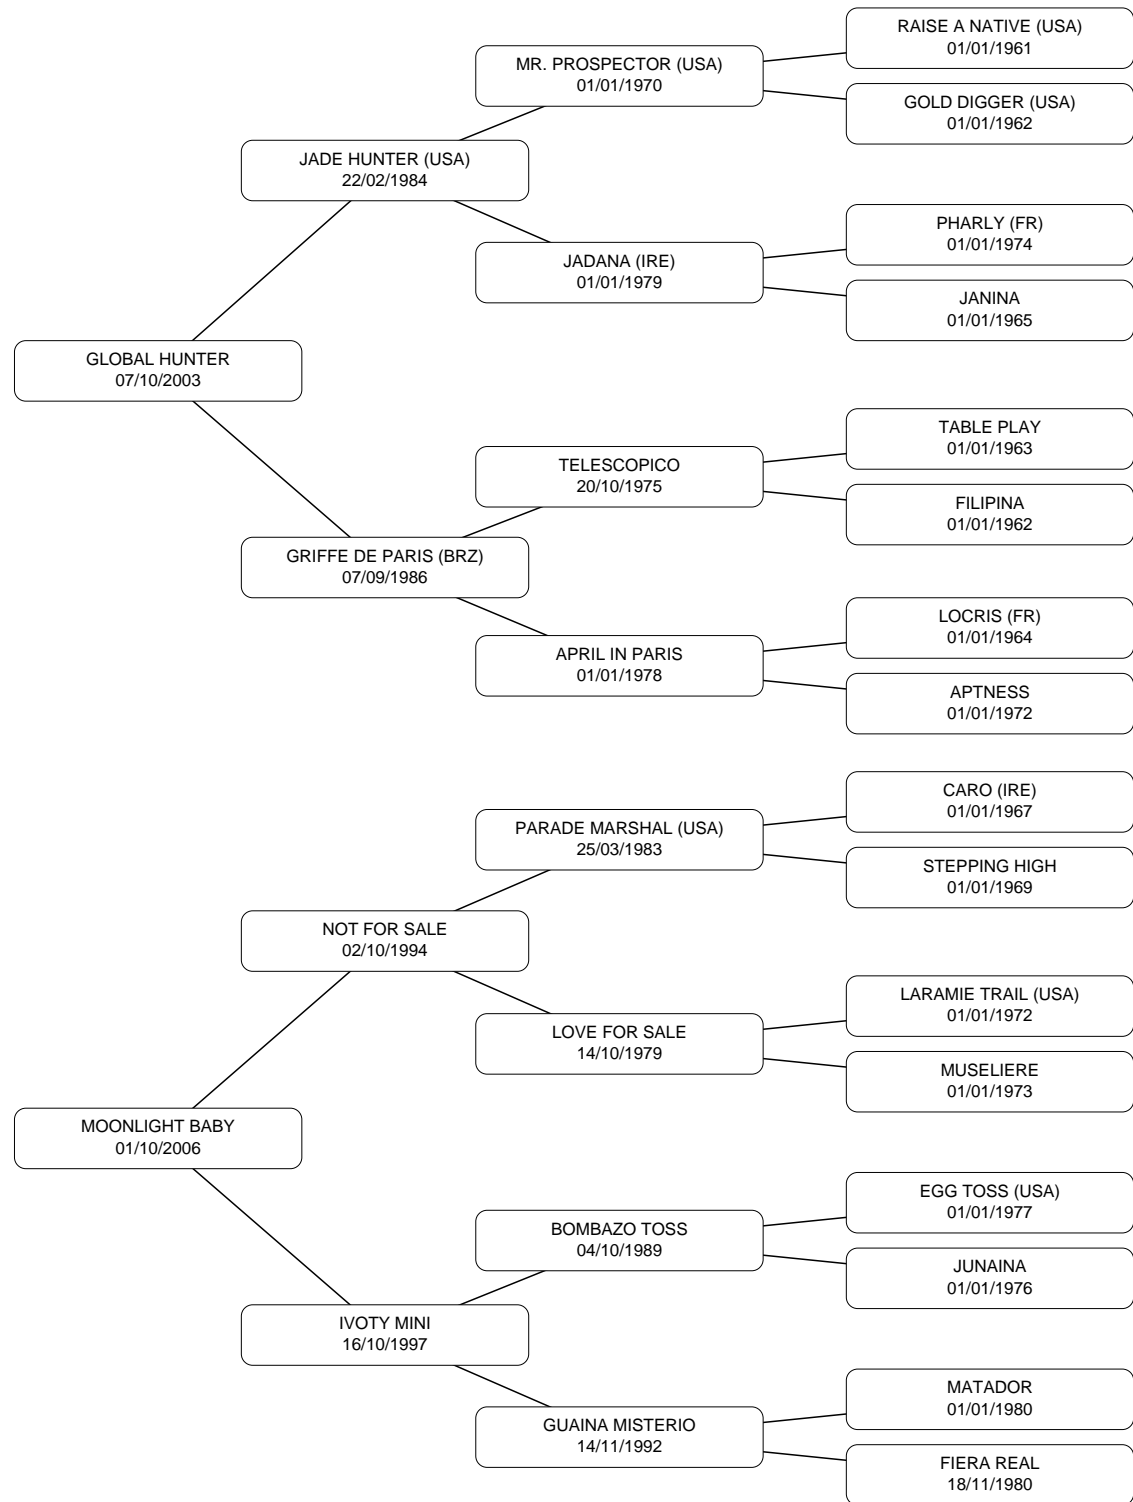 RAISE A NATIVE (USA)
01/01/1961
MR. PROSPECTOR (USA)
01/01/1970
GOLD DIGGER (USA)
01/01/1962
JADE HUNTER (USA)
22/02/1984
PHARLY (FR)
01/01/1974
JADANA (IRE)
01/01/1979
JANINA
01/01/1965
GLOBAL HUNTER
07/10/2003
TABLE PLAY
01/01/1963
TELESCOPICO
20/10/1975
FILIPINA
01/01/1962
GRIFFE DE PARIS (BRZ)
07/09/1986
LOCRIS (FR)
01/01/1964
APRIL IN PARIS
01/01/1978
APTNESS
01/01/1972
CARO (IRE)
01/01/1967
PARADE MARSHAL (USA)
25/03/1983
STEPPING HIGH
01/01/1969
NOT FOR SALE
02/10/1994
LARAMIE TRAIL (USA)
01/01/1972
LOVE FOR SALE
14/10/1979
MUSELIERE
01/01/1973
MOONLIGHT BABY
01/10/2006
EGG TOSS (USA)
01/01/1977
BOMBAZO TOSS
04/10/1989
JUNAINA
01/01/1976
IVOTY MINI
16/10/1997
MATADOR
01/01/1980
GUAINA MISTERIO
14/11/1992
FIERA REAL
18/11/1980